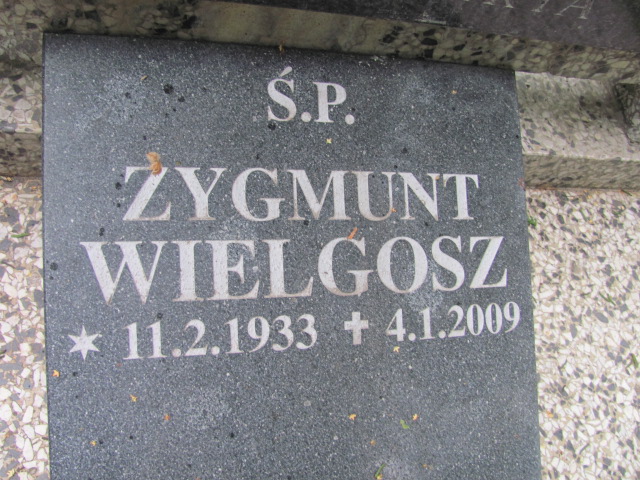 Ś.P.
ZYGMUNT
WIELGOSZ
* 11.2.1933 ✝ 4.1.2009